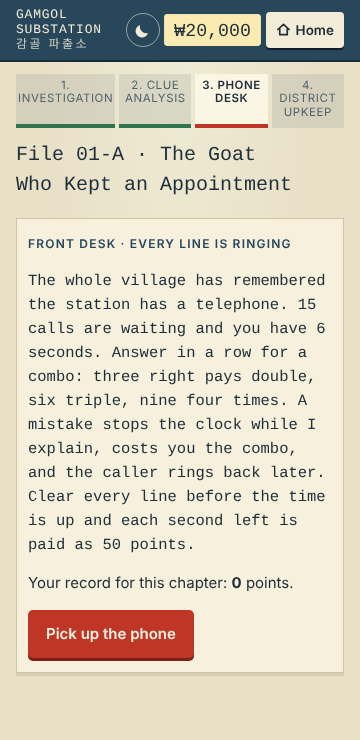 GAMGOL
SUBSTATION
감골 파출소
₩20,000
Home
1.
INVESTIGATION
2. CLUE
ANALYSIS
3. PHONE
DESK
4.
DISTRICT
UPKEEP
File 01-A · The Goat
Who Kept an Appointment
FRONT DESK · EVERY LINE IS RINGING
The whole village has remembered
the station has a telephone. 15
calls are waiting and you have 6
seconds. Answer in a row for a
combo: three right pays double,
six triple, nine four times. A
mistake stops the clock while I
explain, costs you the combo,
and the caller rings back later.
Clear every line before the time
is up and each second left is
paid as 50 points.
Your record for this chapter: 0 points.
Pick up the phone